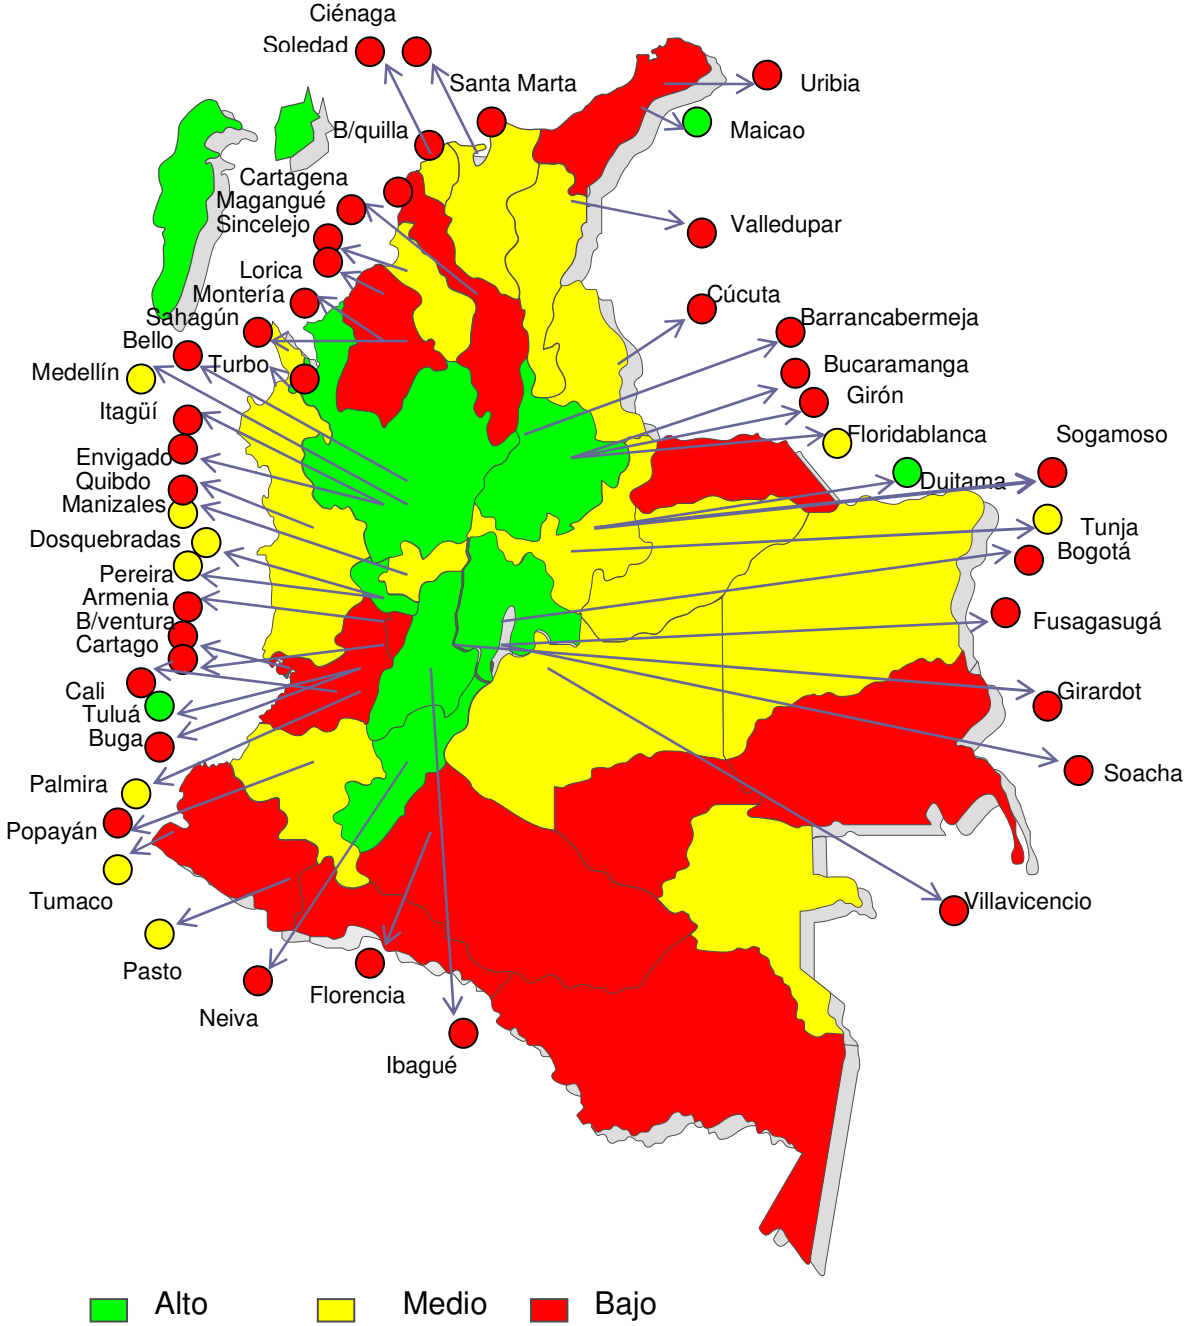 Ciénaga
Soledad
Santa Marta
Uribia
B/quilla
Maicao
Cartagena
Magangué
Sincelejo
Valledupar
Lorica
Montería
Cúcuta
Sahagún
Barrancabermeja
Bello
Turbo
Medellín
Bucaramanga
Girón
Itagüí
Floridablanca
Sogamoso
Envigado
Quibdo
Duitama
Manizales
Tunja
Dosquebradas
Bogotá
Pereira
Armenia
B/ventura
Fusagasugá
Cartago
Cali
Girardot
Tuluá
Buga
Soacha
Palmira
Popayán
Tumaco
Villavicencio
Pasto
Florencia
Neiva
Ibagué
Alto
Medio
Bajo